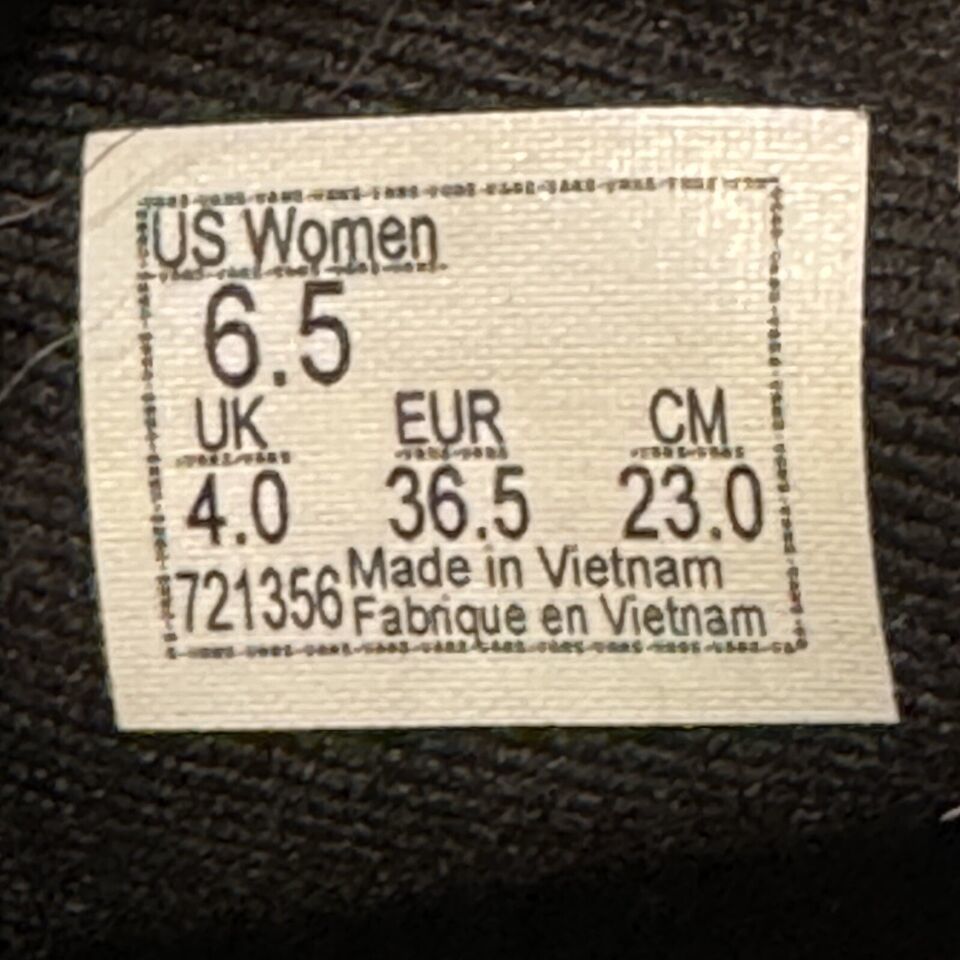 US Women
6.5
UK EUR CM
4.0 36.5 23.0
721356 Made in Vietnam
Fabrique en Vietnam